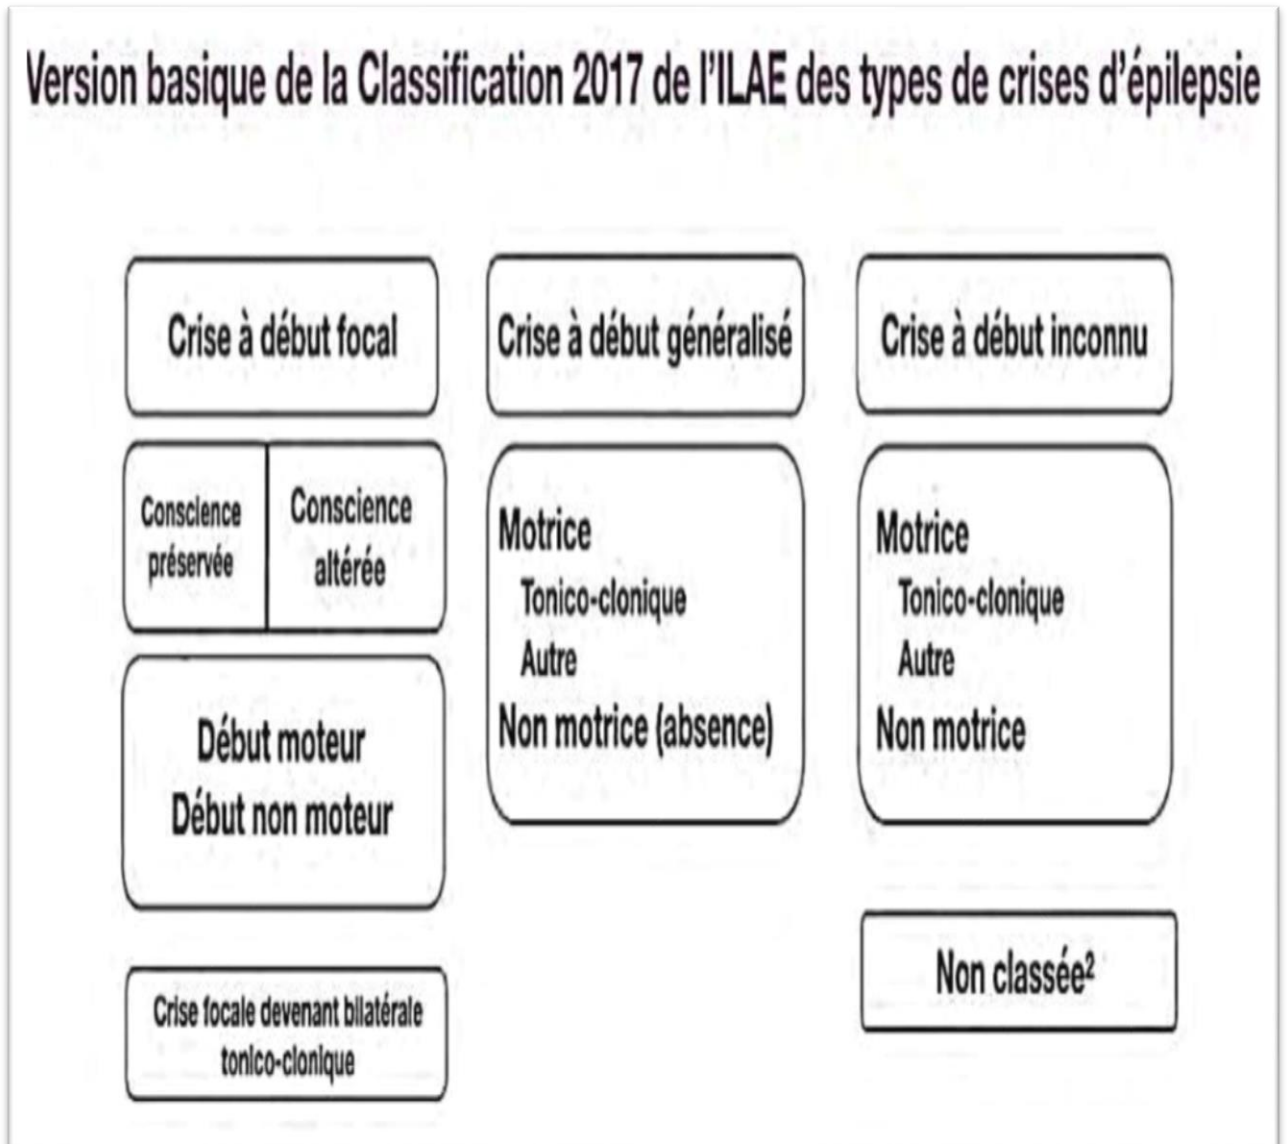 Version basique de la Classification 2017 de l'ILAE des types de crises d'épilepsie
Crise à début focal
Conscience
préservée
Conscience
altérée
Début moteur
Début non moteur
Crise focale devenant bilatérale
tonico-clonique
Crise à début généralisé
Motrice
Tonico-clonique
Autre
Non motrice (absence)
Crise à début inconnu
Motrice
Tonico-clonique
Autre
Non motrice
Non classée²